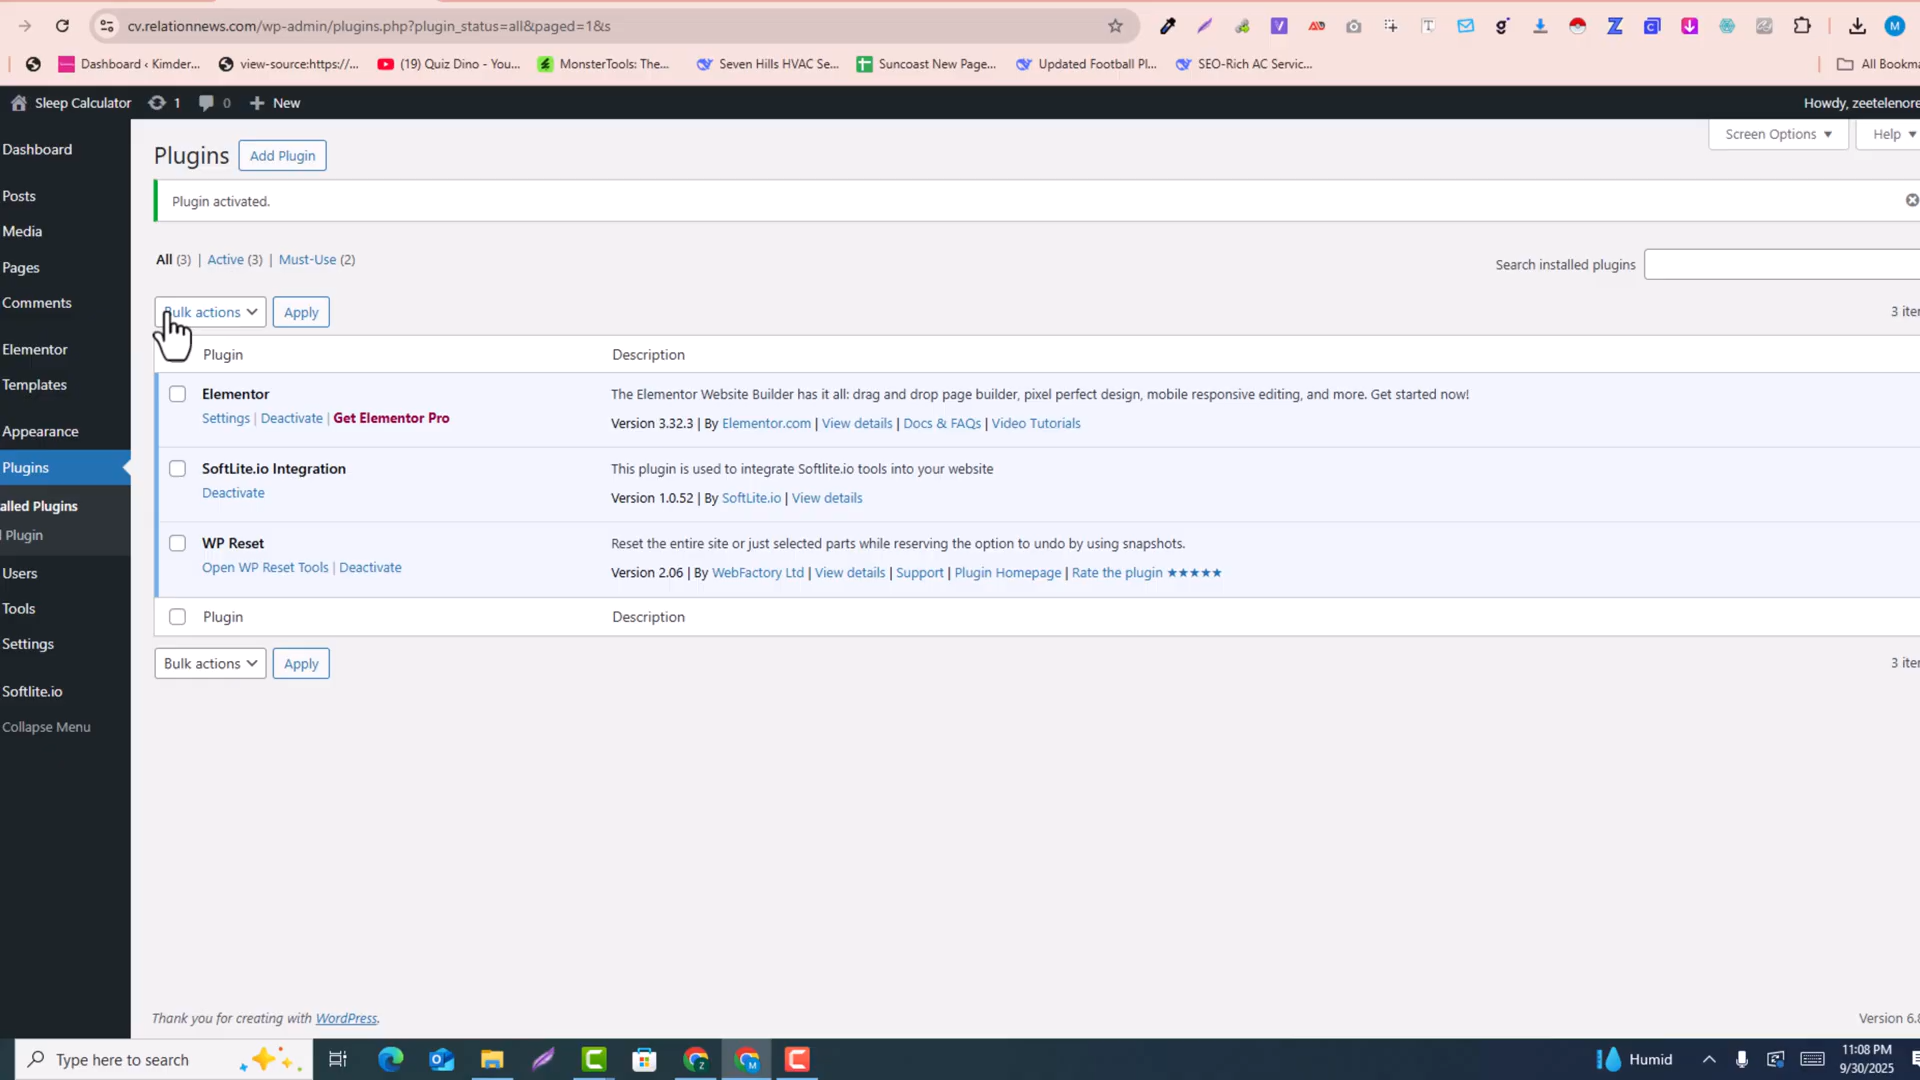 cv.relationnews.com/wp-admin/plugins.php?plugin_status=all&paged=1&s
Dashboard ‹ Kimder...
view-source:https://...
(19) Quiz Dino - You...
MonsterTools: The...
Seven Hills HVAC Se...
Suncoast New Page...
Updated Football Pl...
SEO-Rich AC Servic...
All Bookma
Sleep Calculator
1
0
New
Howdy, zeetelenore
Dashboard
Posts
Media
Pages
Comments
Elementor
Templates
Appearance
Plugins
alled Plugins
Plugin
Users
Tools
Settings
Softlite.io
Collapse Menu
Screen Options
Help
Plugins
Add Plugin
Plugin activated.
All (3) | Active (3) | Must-Use (2)
Search installed plugins
Bulk actions
Apply
3 iter
Plugin
Description
Elementor
Settings | Deactivate | Get Elementor Pro
The Elementor Website Builder has it all: drag and drop page builder, pixel perfect design, mobile responsive editing, and more. Get started now!
Version 3.32.3 | By Elementor.com | View details | Docs & FAQs | Video Tutorials
SoftLite.io Integration
Deactivate
This plugin is used to integrate Softlite.io tools into your website
Version 1.0.52 | By SoftLite.io | View details
WP Reset
Open WP Reset Tools | Deactivate
Reset the entire site or just selected parts while reserving the option to undo by using snapshots.
Version 2.06 | By WebFactory Ltd | View details | Support | Plugin Homepage | Rate the plugin ★★★★★
Plugin
Description
Bulk actions
Apply
3 iter
Thank you for creating with WordPress.
Version 6.8
Type here to search
Humid
11:08 PM
9/30/2025